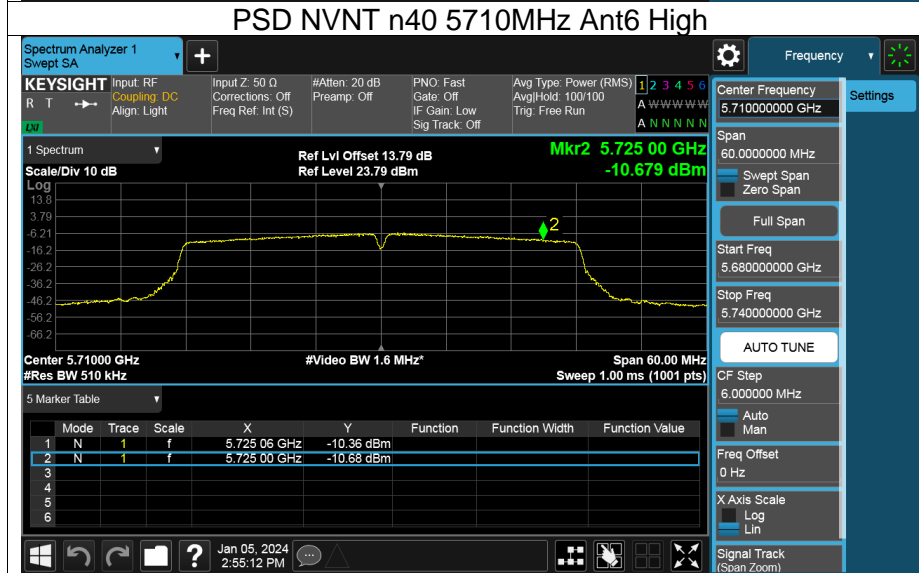 PSD NVNT n40 5710MHz Ant6 High
Spectrum Analyzer 1
Swept SA
+
Frequency
KEYSIGHT
R T
LXI
Input: RF
Coupling: DC
Align: Light
Input Z: 50 Ω
Corrections: Off
Freq Ref: Int (S)
#Atten: 20 dB
Preamp: Off
PNO: Fast
Gate: Off
IF Gain: Low
Sig Track: Off
Avg Type: Power (RMS)
Avg|Hold: 100/100
Trig: Free Run
1 2 3 4 5 6
A W W W W W
A N N N N N
Center Frequency
5.710000000 GHz
Settings
1 Spectrum
Scale/Div 10 dB
Ref Lvl Offset 13.79 dB
Ref Level 23.79 dBm
Mkr2 5.725 00 GHz
-10.679 dBm
Span
60.0000000 MHz
Swept Span
Zero Span
Full Span
Start Freq
5.680000000 GHz
Stop Freq
5.740000000 GHz
AUTO TUNE
CF Step
6.000000 MHz
Auto
Man
Freq Offset
0 Hz
X Axis Scale
Log
Lin
Signal Track
(Span Zoom)
Log
13.8
3.79
-6.21
-16.2
-26.2
-36.2
-46.2
-56.2
-66.2
2
Center 5.71000 GHz
#Res BW 510 kHz
#Video BW 1.6 MHz*
Span 60.00 MHz
Sweep 1.00 ms (1001 pts)
5 Marker Table
Mode Trace Scale X Y Function Function Width Function Value
1 N 1 f 5.725 06 GHz -10.36 dBm
2 N 1 f 5.725 00 GHz -10.68 dBm
3
4
5
6
?
Jan 05, 2024
2:55:12 PM